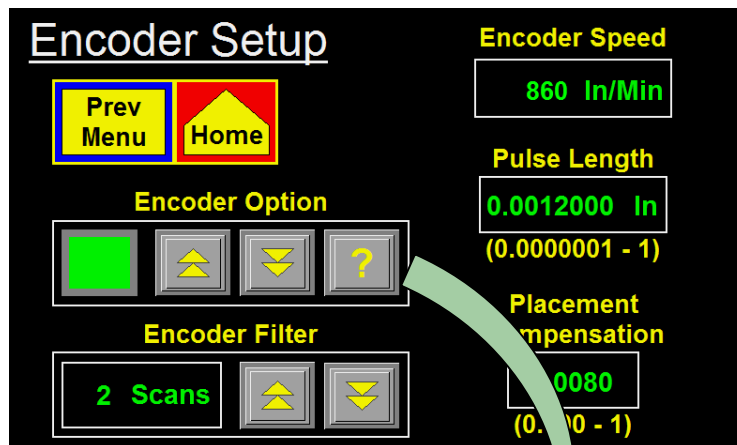 Encoder Setup
Prev
Menu
Home
Encoder Option
?
Encoder Filter
2 Scans
Encoder Speed
860 In/Min
Pulse Length
0.0012000 In
(0.0000001 - 1)
Placement
0080